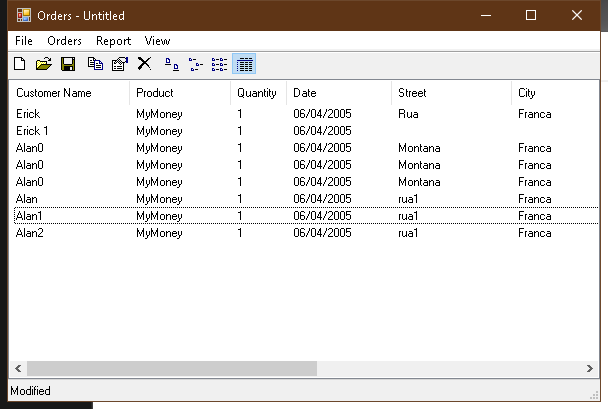 Orders - Untitled
File Orders Report View
Customer Name Product Quantity Date Street City
Erick MyMoney 1 06/04/2005 Rua Franca
Erick 1 MyMoney 1 06/04/2005
Alan0 MyMoney 1 06/04/2005 Montana Franca
Alan0 MyMoney 1 06/04/2005 Montana Franca
Alan0 MyMoney 1 06/04/2005 Montana Franca
Alan MyMoney 1 06/04/2005 rua1 Franca
Alan1 MyMoney 1 06/04/2005 rua1 Franca
Alan2 MyMoney 1 06/04/2005 rua1 Franca
Modified